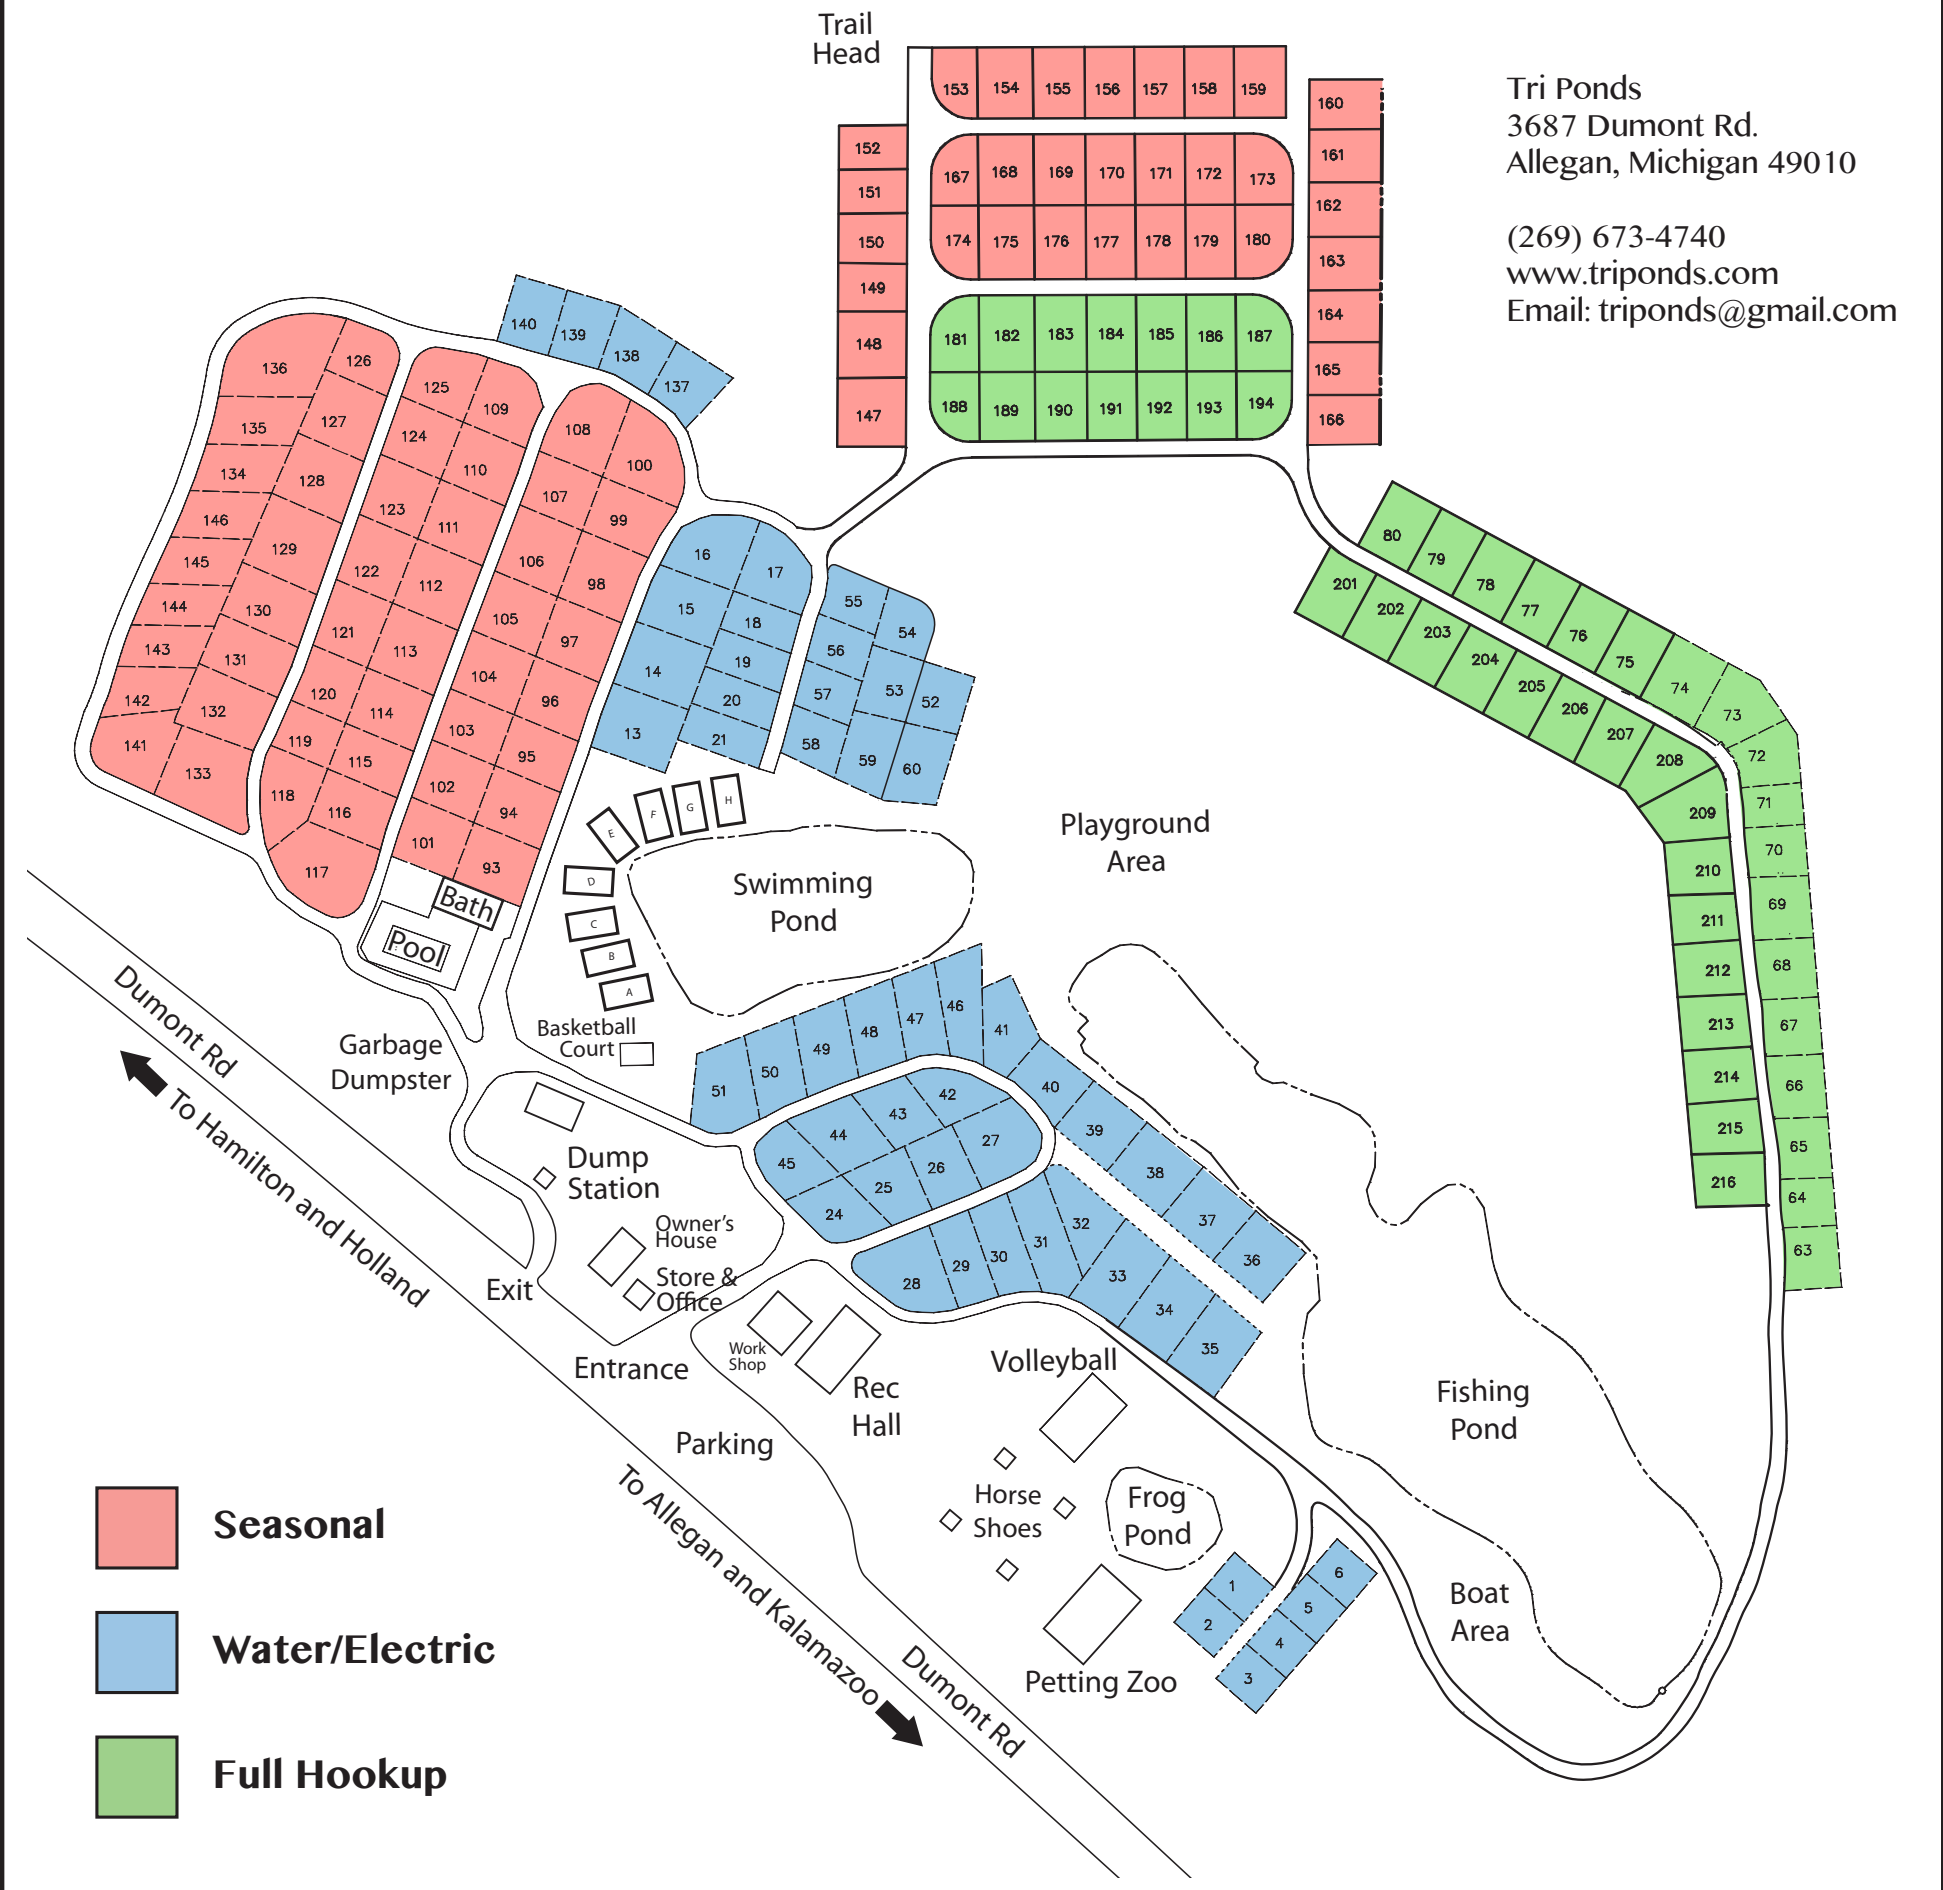 Trail
Head
Tri Ponds
3687 Dumont Rd.
Allegan, Michigan 49010
(269) 673-4740
www.triponds.com
Email: triponds@gmail.com
153 154 155 156 157 158 159
160
161
162
163
164
165
166
152
151
150
149
148
147
167 168 169 170 171 172 173
174 175 176 177 178 179 180
181 182 183 184 185 186 187
188 189 190 191 192 193 194
140 139 138 137
136
135
134
146
145
144
143
142
141
126
127
128
129
130
131
132
133
125
124
123
122
121
120
119
118
117
109
110
111
112
113
114
115
116
108
107
106
105
104
103
102
101
100
99
98
97
96
95
94
93
16
15
14
13
17
18
19
20
21
55
56
57
58
54
53
59
52
60
80
79
78
77
76
75
74
73
72
71
70
69
68
67
66
65
64
63
201
202
203
204
205
206
207
208
209
210
211
212
213
214
215
216
H
G
F
E
D
C
B
A
Bath
Pool
Swimming
Pond
Playground
Area
Basketball
Court
Garbage
Dumpster
Dumont Rd
To Hamilton and Holland
51 50 49 48 47 46 41
40
39
38
37
36
45 44 43 42
24 25 26 27
28 29 30 31 32
33
34
35
Dump
Station
Owner's
House
Store &
Office
Exit
Entrance
Work
Shop
Rec
Hall
Parking
Volleyball
Horse
Shoes
Frog
Pond
Petting Zoo
Fishing
Pond
Boat
Area
1
2
6
5
4
3
To Allegan and Kalamazoo
Dumont Rd
Seasonal
Water/Electric
Full Hookup